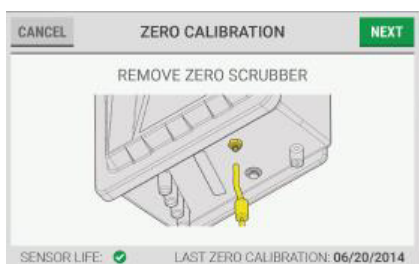 CANCEL ZERO CALIBRATION NEXT
REMOVE ZERO SCRUBBER
SENSOR LIFE: LAST ZERO CALIBRATION: 06/20/2014